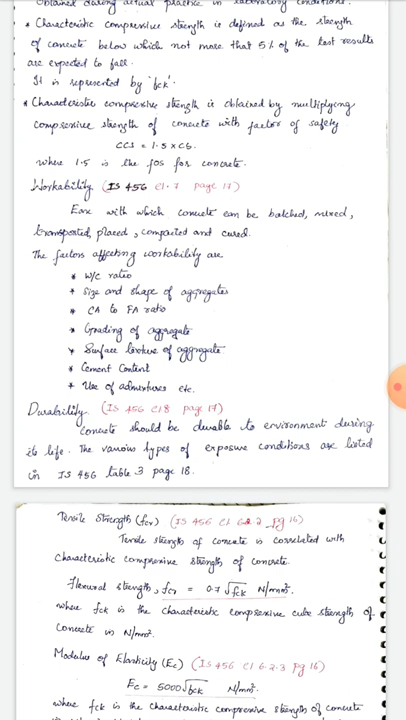 obtained during actual practice in laboratory conditions.
* Characteristic compressive strength is defined as the strength
of concrete below which not more that 5% of the test results
are expected to fall.
It is represented by 'fck'.
* Characteristic compressive strength is obtained by multiplying
compressive strength of concrete with factor of safety
CCS = 1.5 x CS.
where 1.5 is the fos for concrete.
Workability (IS 456 cl. 7 page 17)
Ease with which concrete can be batched, mixed,
transported, placed, compacted and cured.
The factors affecting workability are
* W/C ratio
* Size and shape of aggregates
* CA to FA ratio
* Grading of aggregate
* Surface texture of aggregate
* Cement Content
* Use of admixtures etc.
Durability (IS 456 cl 8 page 17)
Concrete should be durable to environment during
its life. The various types of exposure conditions are listed
in IS 456 table 3 page 18.
Tensile Strength (fcr) (IS 456 cl 6.2.2 pg 16)
Tensile strength of concrete is correlated with
characteristic compressive strength of concrete.
Flexural strength, fcr = 0.7 √fck N/mm².
where fck is the characteristic compressive cube strength of
concrete in N/mm².
Modulus of Elasticity (Ec) (IS 456 cl 6.2.3 pg 16)
Ec = 5000√fck N/mm².
where fck is the characteristic compressive strength of concrete